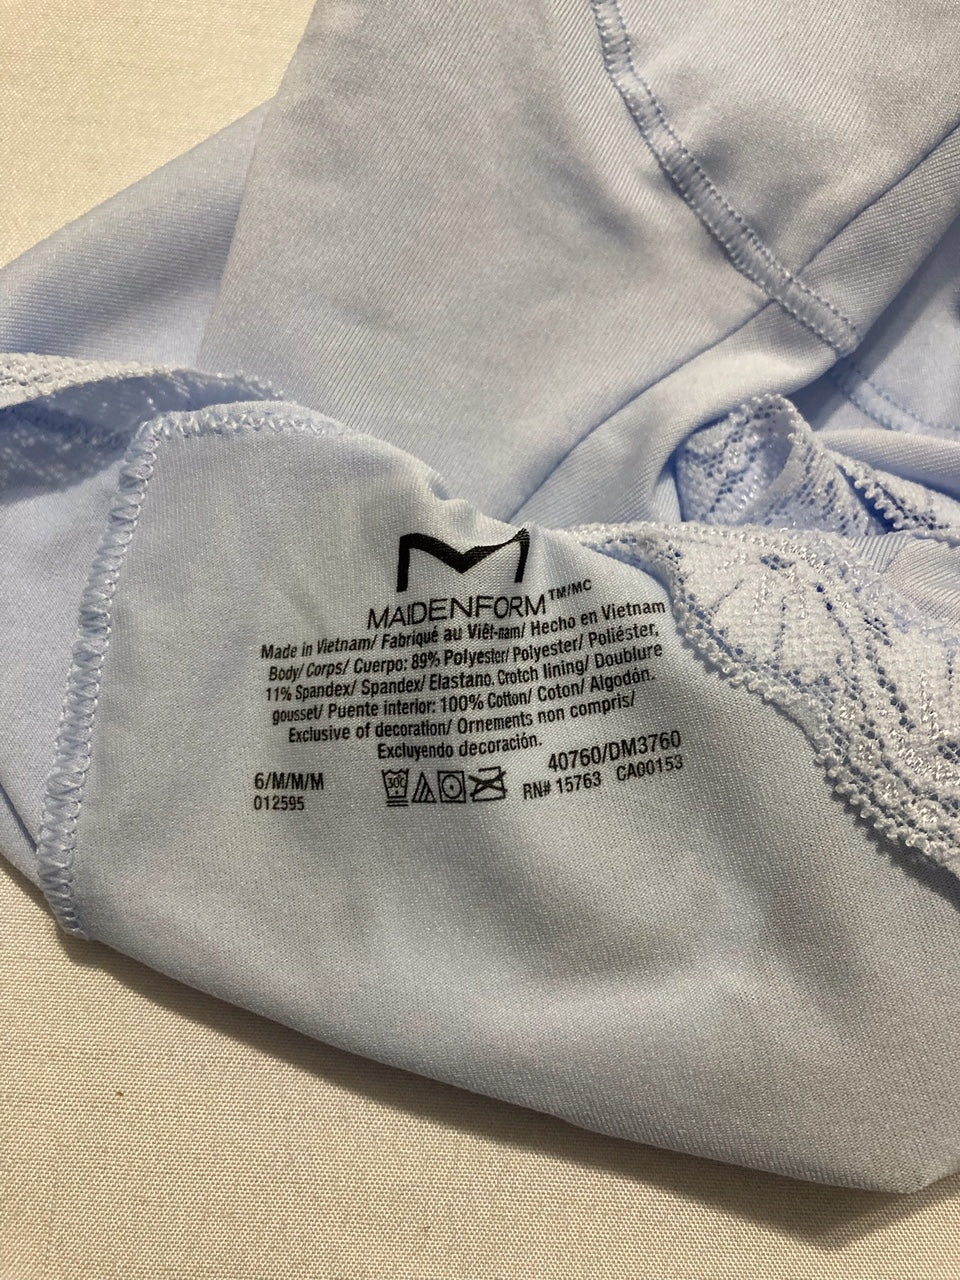 MAIDENFORM TM/MC
Made in Vietnam/ Fabriqué au Viêt-nam/ Hecho en Vietnam
Body/ Corps/ Cuerpo: 89% Polyester/ Polyester/ Poliéster,
11% Spandex/ Spandex/ Elastano. Crotch lining/ Doublure
gousset/ Puente interior: 100% Cotton/ Coton/ Algodón.
Exclusive of decoration/ Ornements non compris/
Excluyendo decoración.
40760/DM3760
6/M/M/M
RN# 15763 CA00153
012595